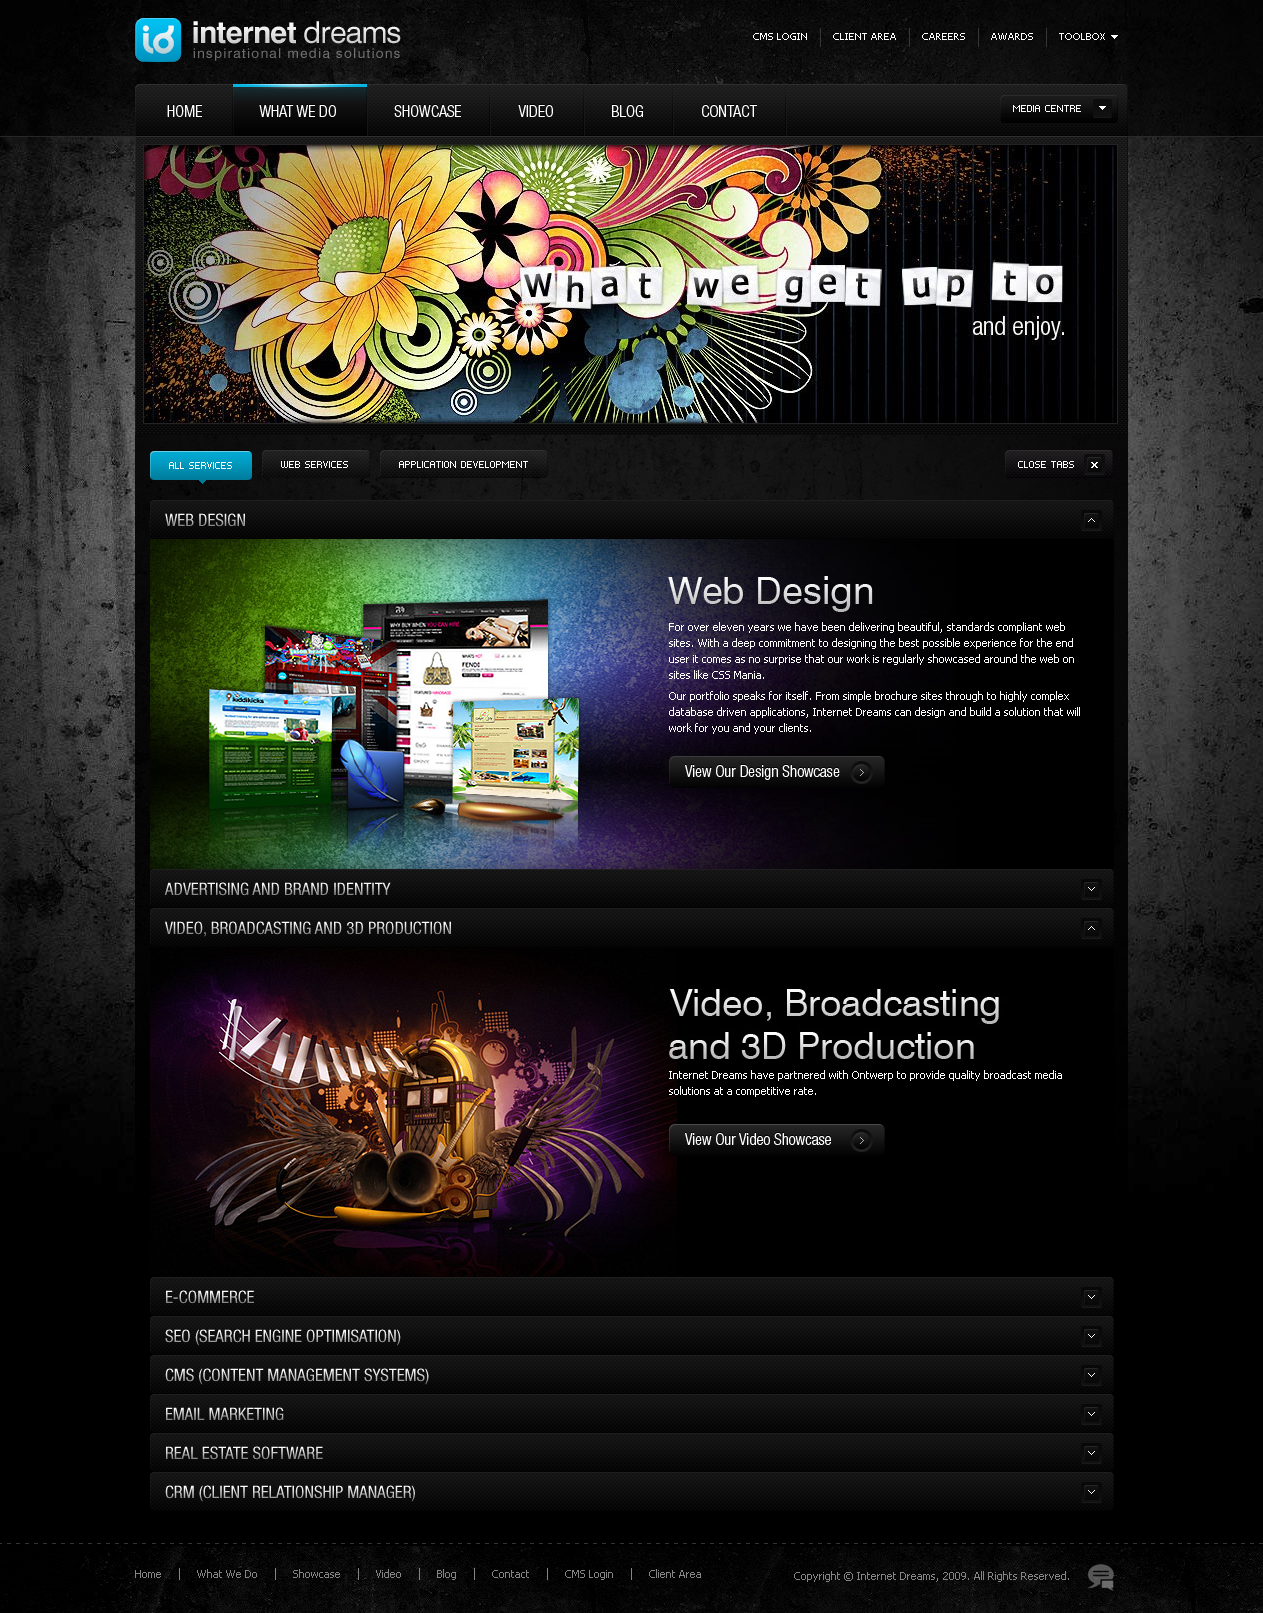 internet dreams
inspirational media solutions
CMS LOGIN
CLIENT AREA
CAREERS
AWARDS
TOOLBOX
HOME
WHAT WE DO
SHOWCASE
VIDEO
BLOG
CONTACT
MEDIA CENTRE
What we get up to
and enjoy.
ALL SERVICES
WEB SERVICES
APPLICATION DEVELOPMENT
CLOSE TABS
WEB DESIGN
Web Design
For over eleven years we have been delivering beautiful, standards compliant web
sites. With a deep commitment to designing the best possible experience for the end
user it comes as no surprise that our work is regularly showcased around the web on
sites like CSS Mania.
Our portfolio speaks for itself. From simple brochure sites through to highly complex
database driven applications, Internet Dreams can design and build a solution that will
work for you and your clients.
View Our Design Showcase
WHY BUY WHEN YOU CAN HIRE
FENDI
kiddikicks
ADVERTISING AND BRAND IDENTITY
VIDEO, BROADCASTING AND 3D PRODUCTION
Video, Broadcasting
and 3D Production
Internet Dreams have partnered with Ontwerp to provide quality broadcast media
solutions at a competitive rate.
View Our Video Showcase
E-COMMERCE
SEO (SEARCH ENGINE OPTIMISATION)
CMS (CONTENT MANAGEMENT SYSTEMS)
EMAIL MARKETING
REAL ESTATE SOFTWARE
CRM (CLIENT RELATIONSHIP MANAGER)
Home
What We Do
Showcase
Video
Blog
Contact
CMS Login
Client Area
Copyright © Internet Dreams, 2009. All Rights Reserved.